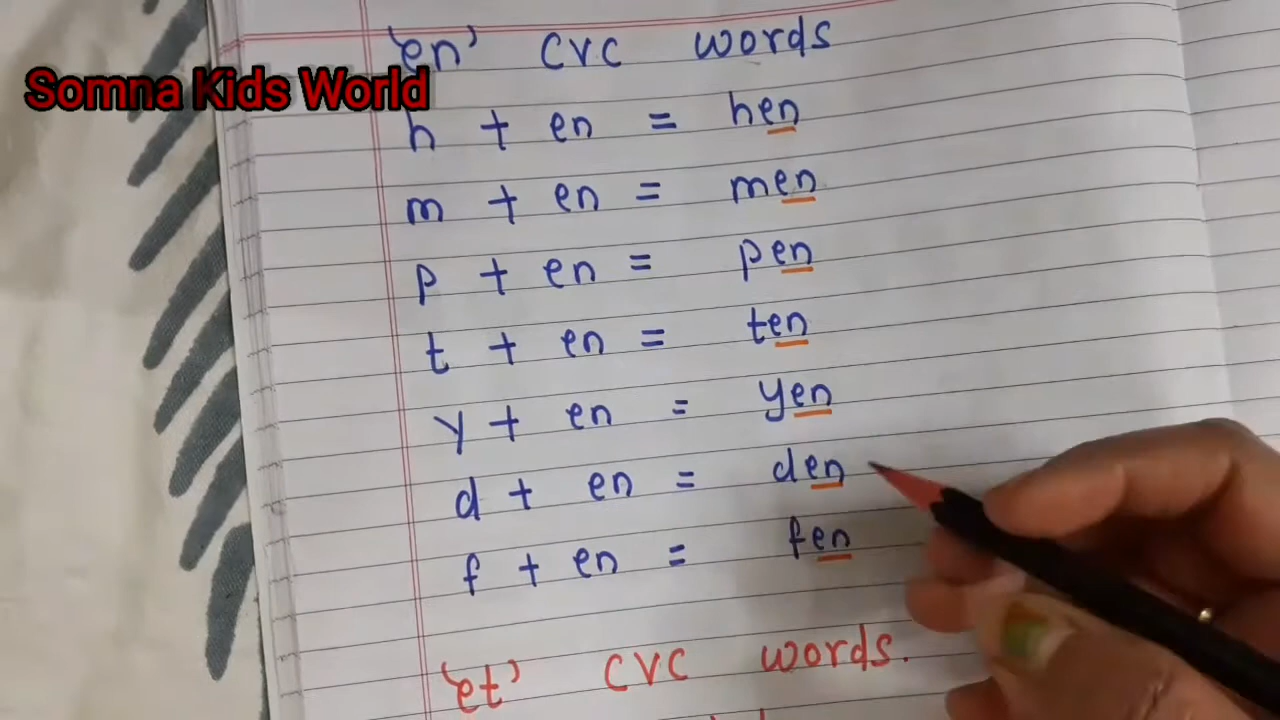 'en' CVC words
Somna Kids World
h + en = hen
m + en = men
p + en = pen
t + en = ten
y + en = yen
d + en = den
f + en = fen
'et' CVC words.